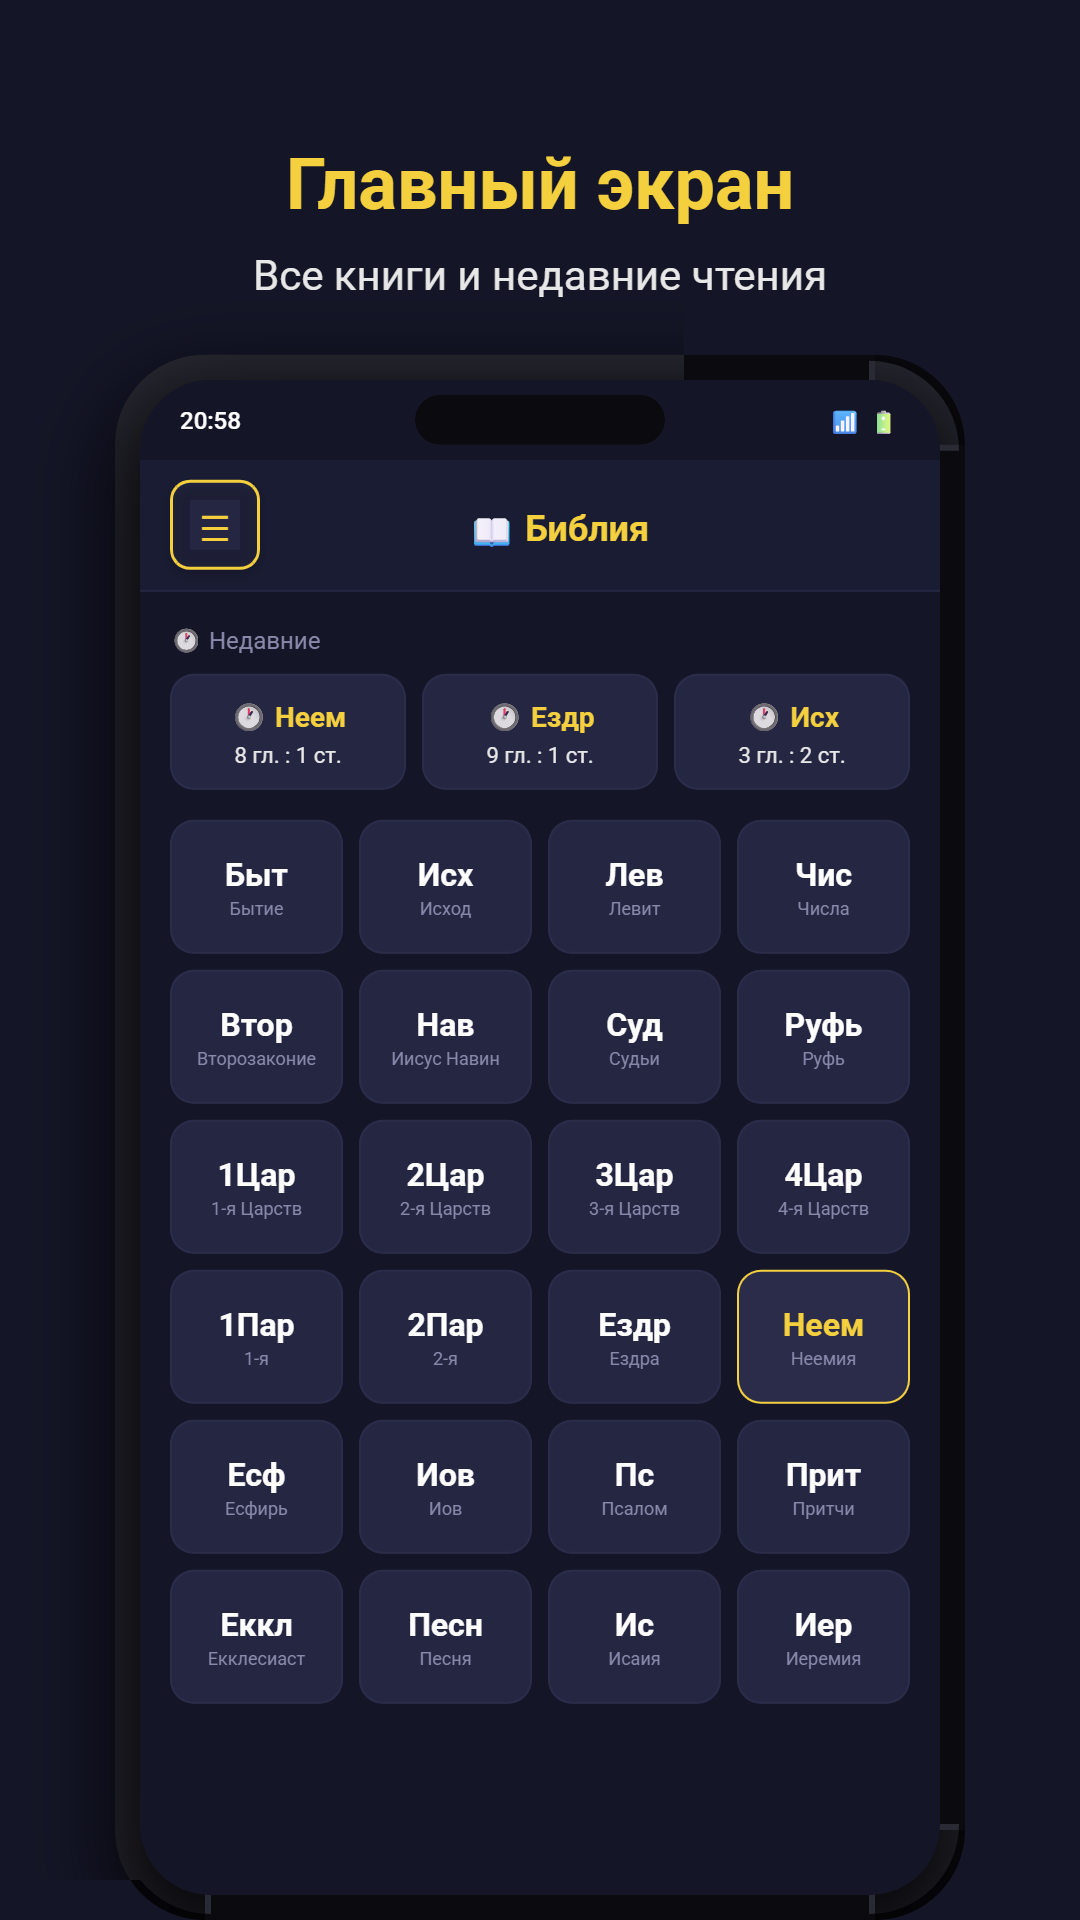 Главный экран
Все книги и недавние чтения
20:58
Библия
Недавние
Неем
8 гл. : 1 ст.
Ездр
9 гл. : 1 ст.
Исх
3 гл. : 2 ст.
Быт
Бытие
Исх
Исход
Лев
Левит
Чис
Числа
Втор
Второзаконие
Нав
Иисус Навин
Суд
Судьи
Руфь
Руфь
1Цар
1-я Царств
2Цар
2-я Царств
3Цар
3-я Царств
4Цар
4-я Царств
1Пар
1-я
2Пар
2-я
Ездр
Ездра
Неем
Неемия
Есф
Есфирь
Иов
Иов
Пс
Псалом
Прит
Притчи
Еккл
Екклесиаст
Песн
Песня
Ис
Исаия
Иер
Иеремия